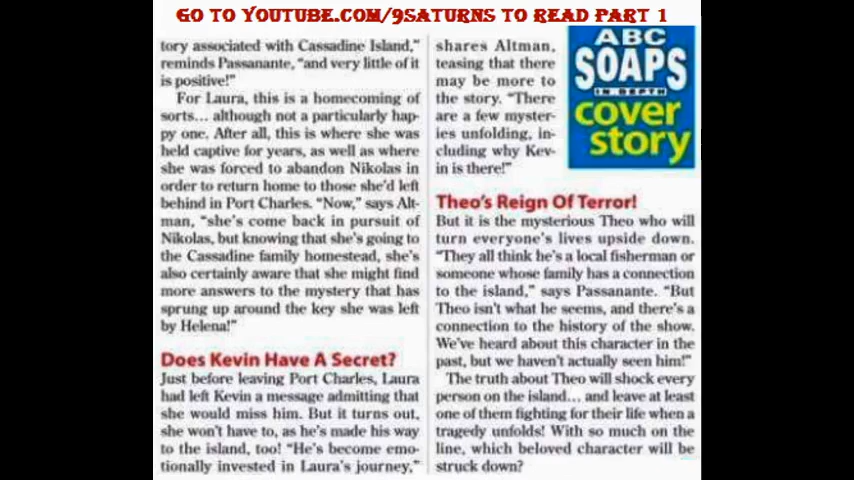 GO TO YOUTUBE.COM/9SATURNS TO READ PART 1
tory associated with Cassadine Island,"
reminds Passanante, "and very little of it
is positive!"
For Laura, this is a homecoming of
sorts... although not a particularly hap-
py one. After all, this is where she was
held captive for years, as well as where
she was forced to abandon Nikolas in
order to return home to those she'd left
behind in Port Charles. "Now," says Alt-
man, "she's come back in pursuit of
Nikolas, but knowing that she's going to
the Cassadine family homestead, she's
also certainly aware that she might find
more answers to the mystery that has
sprung up around the key she was left
by Helena!"
Does Kevin Have A Secret?
Just before leaving Port Charles, Laura
had left Kevin a message admitting that
she would miss him. But it turns out,
she won't have to, as he's made his way
to the island, too! "He's become emo-
tionally invested in Laura's journey,"
shares Altman,
teasing that there
may be more to
the story. "There
are a few myster-
ies unfolding, in-
cluding why Kev-
in is there!"
ABC
SOAPS
IN DEPTH
cover
story
Theo's Reign Of Terror!
But it is the mysterious Theo who will
turn everyone's lives upside down.
"They all think he's a local fisherman or
someone whose family has a connection
to the island," says Passanante. "But
Theo isn't what he seems, and there's a
connection to the history of the show.
We've heard about this character in the
past, but we haven't actually seen him!"
The truth about Theo will shock every
person on the island... and leave at least
one of them fighting for their life when a
tragedy unfolds! With so much on the
line, which beloved character will be
struck down?